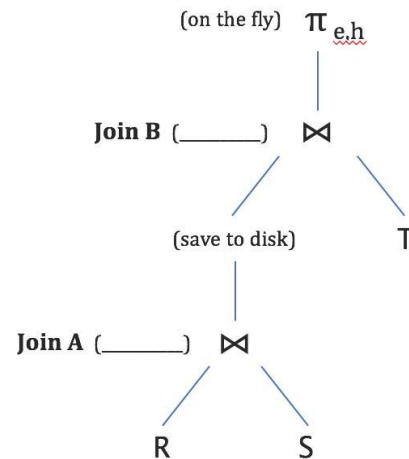 (on the fly) π e,h
Join B (________) ⋈
(save to disk) T
Join A (________) ⋈
R S